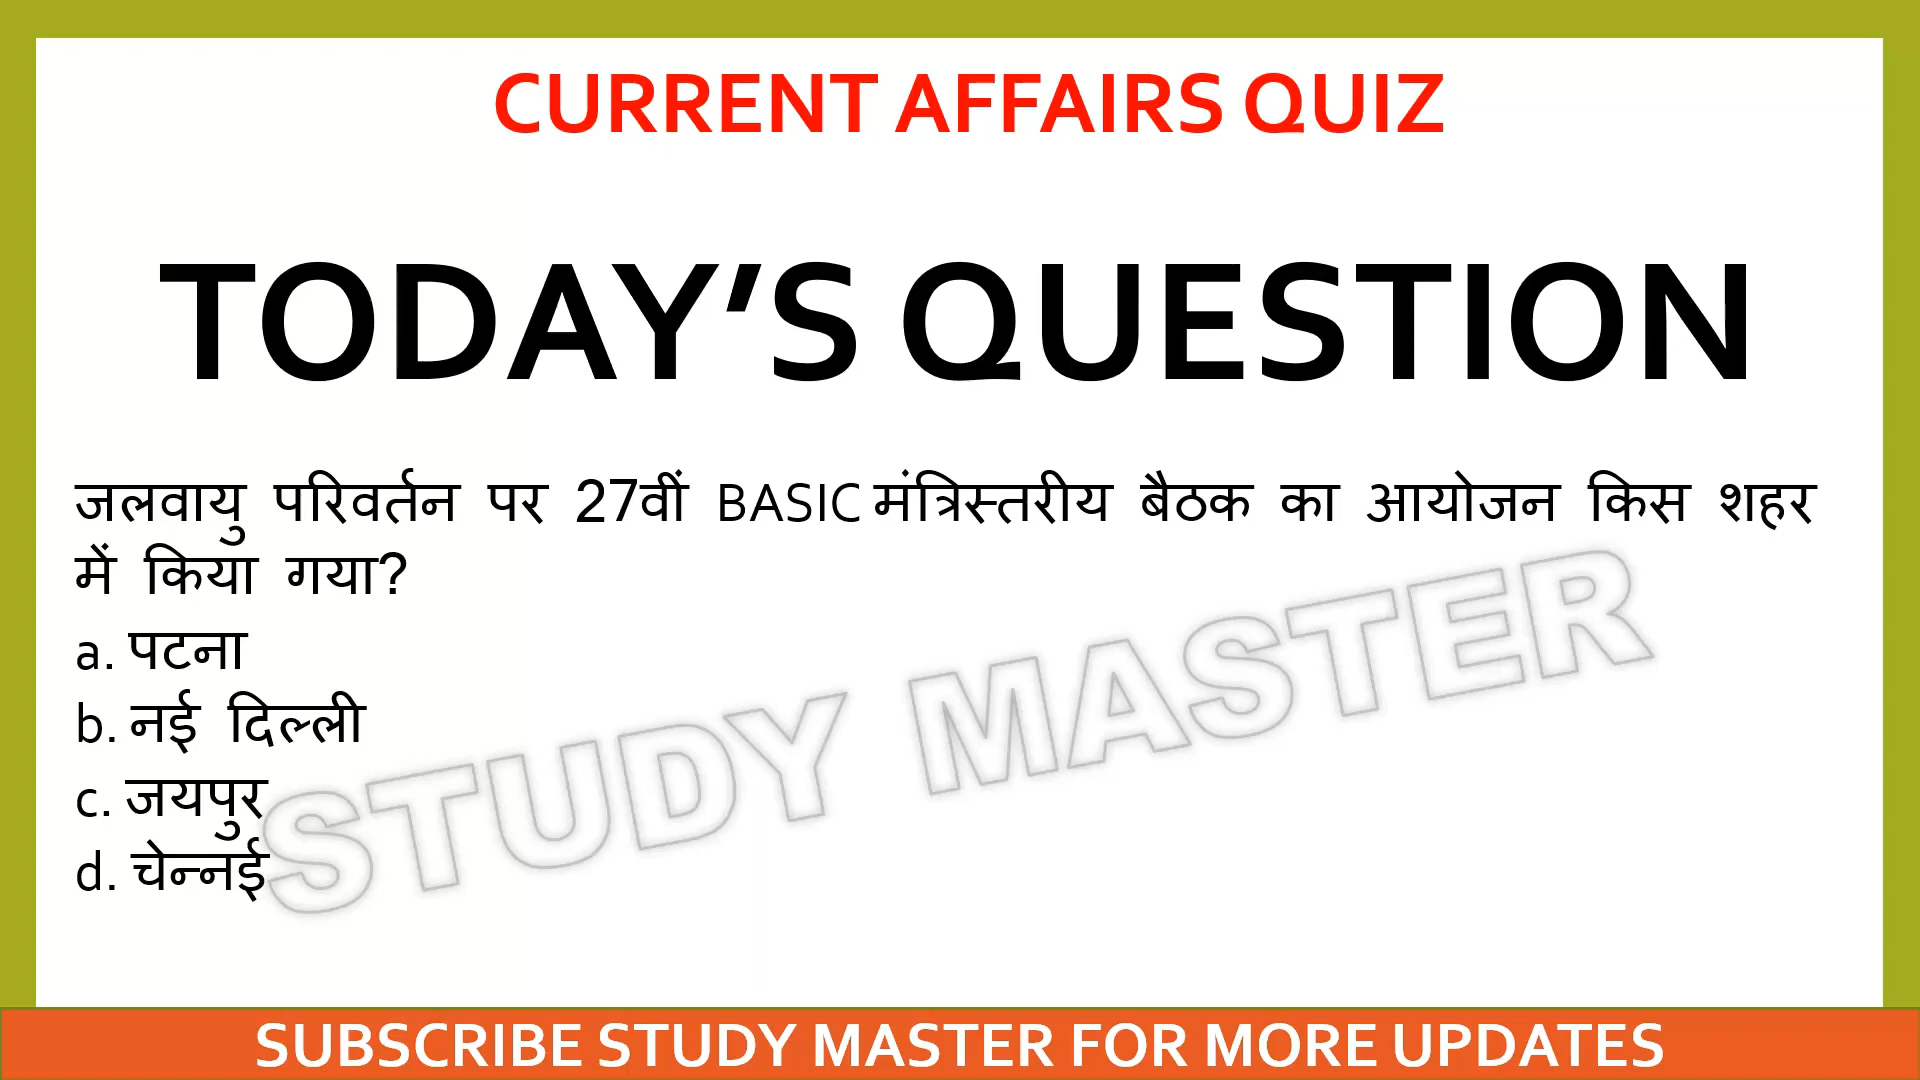 CURRENT AFFAIRS QUIZ
TODAY’S QUESTION
जलवायु परिवर्तन पर 27वीं BASIC मंत्रिस्तरीय बैठक का आयोजन किस शहर
में किया गया?
a. पटना
b. नई दिल्ली
c. जयपुर
d. चेन्नई
STUDY MASTER
SUBSCRIBE STUDY MASTER FOR MORE UPDATES